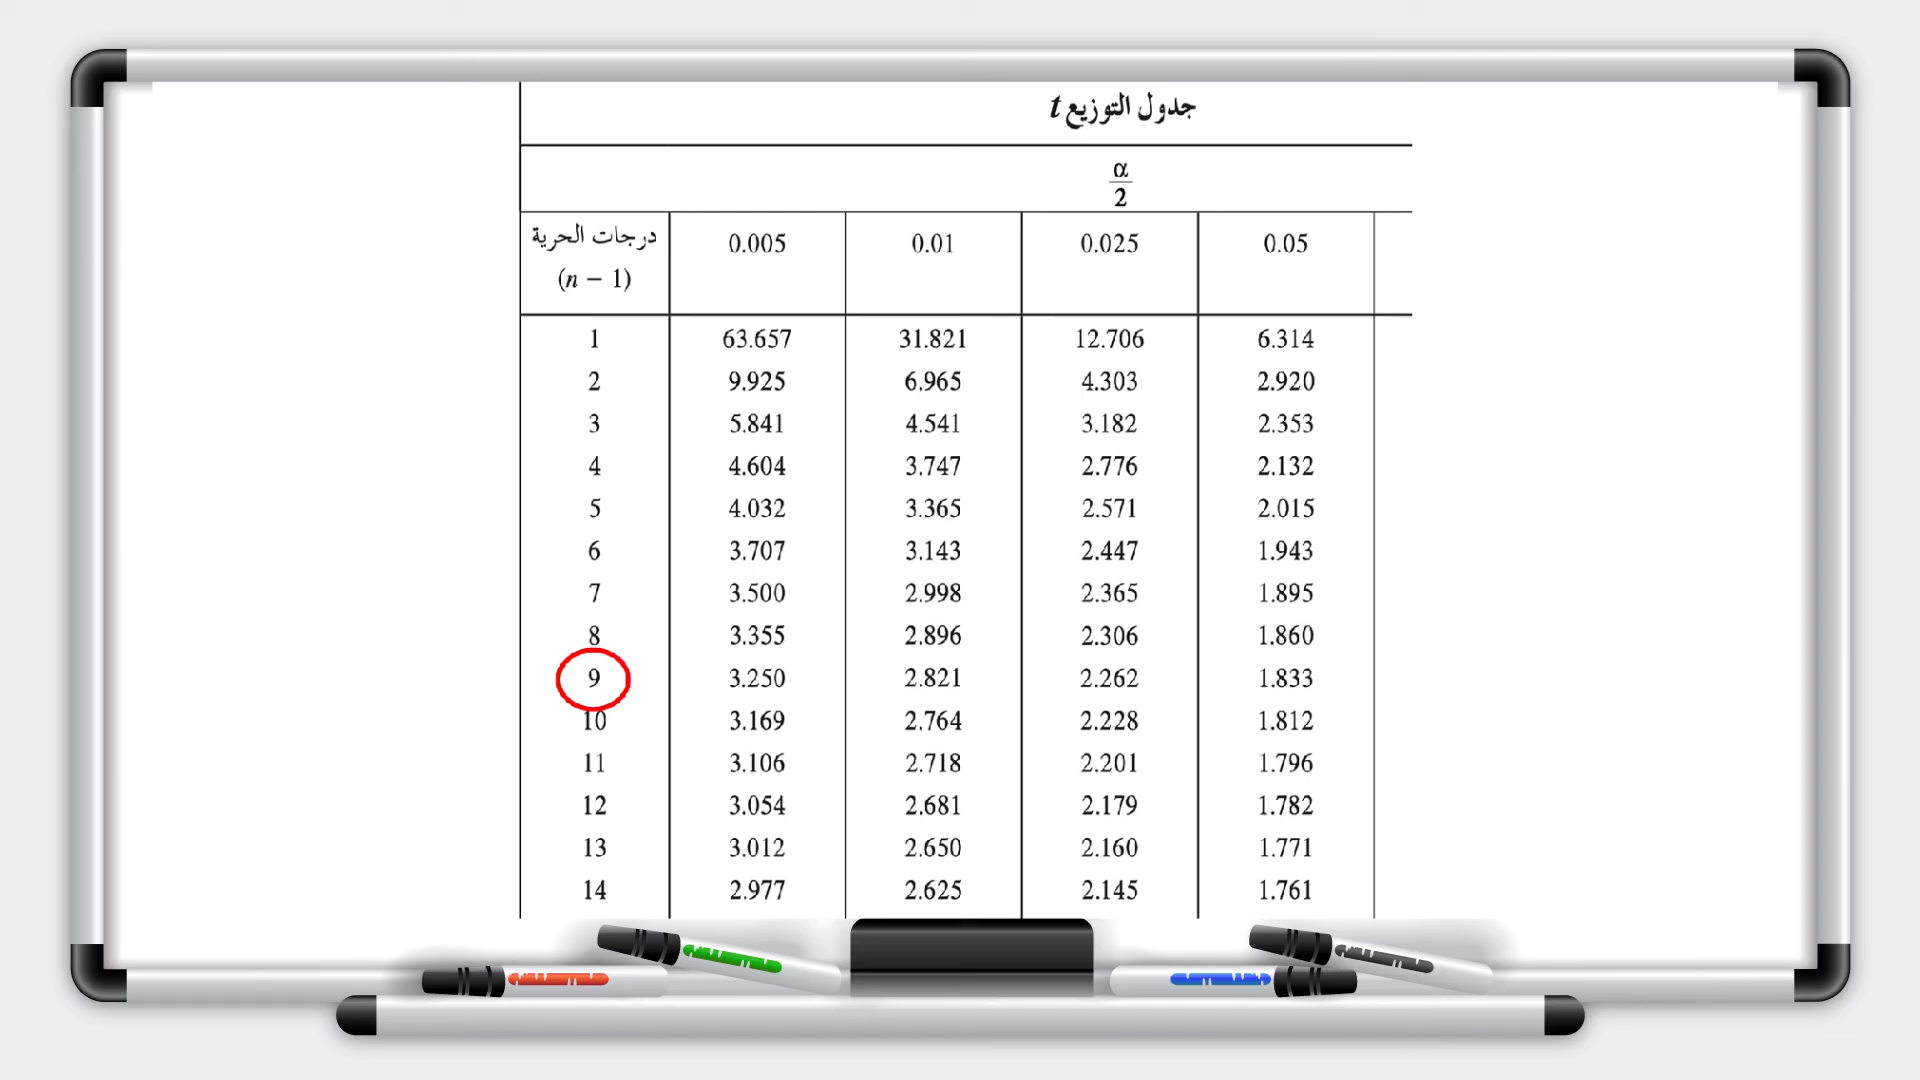 جدول التوزيع t
α
2
درجات الحرية 0.005 0.01 0.025 0.05
(n − 1)
1 63.657 31.821 12.706 6.314
2 9.925 6.965 4.303 2.920
3 5.841 4.541 3.182 2.353
4 4.604 3.747 2.776 2.132
5 4.032 3.365 2.571 2.015
6 3.707 3.143 2.447 1.943
7 3.500 2.998 2.365 1.895
8 3.355 2.896 2.306 1.860
9 3.250 2.821 2.262 1.833
10 3.169 2.764 2.228 1.812
11 3.106 2.718 2.201 1.796
12 3.054 2.681 2.179 1.782
13 3.012 2.650 2.160 1.771
14 2.977 2.625 2.145 1.761